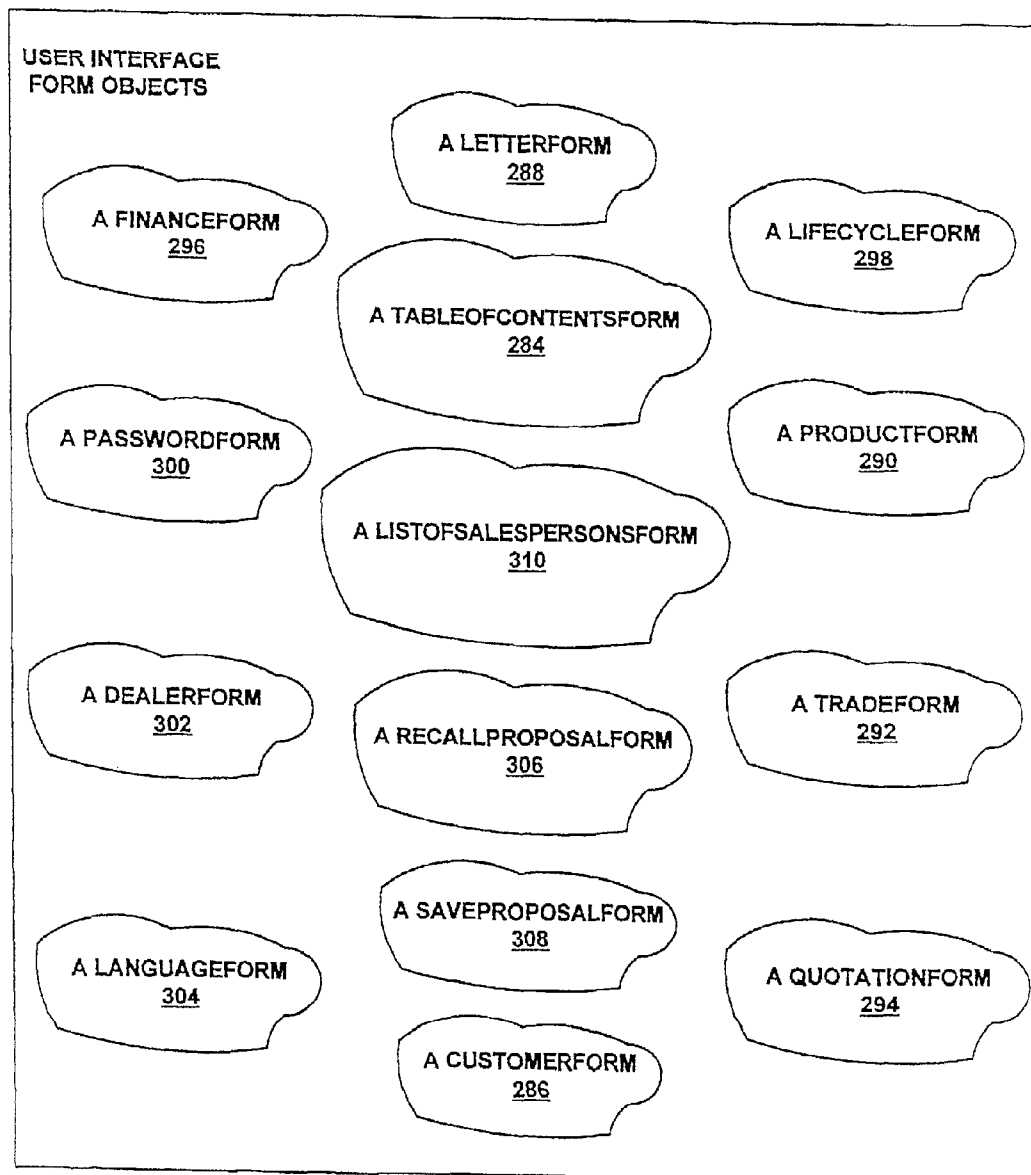 USER INTERFACE
FORM OBJECTS
A LETTERFORM
288
A FINANCEFORM
296
A LIFECYCLEFORM
298
A TABLEOFCONTENTSFORM
284
A PASSWORDFORM
300
A PRODUCTFORM
290
A LISTOFSALESPERSONSFORM
310
A DEALERFORM
302
A TRADEFORM
292
A RECALLPROPOSALFORM
306
A SAVEPROPOSALFORM
308
A LANGUAGEFORM
304
A QUOTATIONFORM
294
A CUSTOMERFORM
286